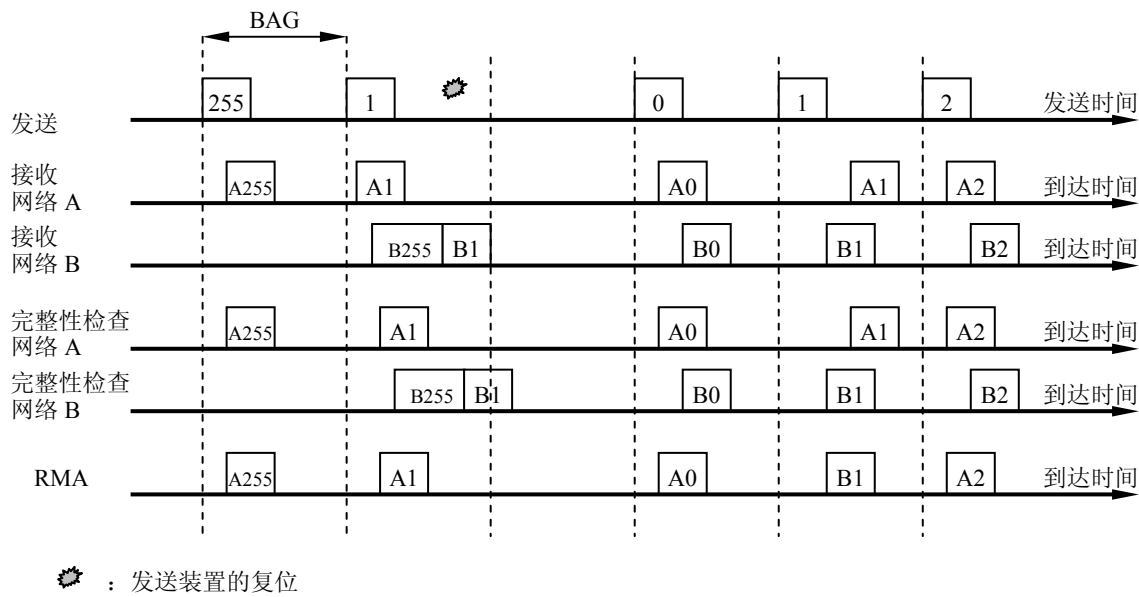 BAG
255 1 0 1 2 发送时间
发送
接收
网络 A
A255 A1 A0 A1 A2 到达时间
接收
网络 B
B255 B1 B0 B1 B2 到达时间
完整性检查
网络 A
A255 A1 A0 A1 A2 到达时间
完整性检查
网络 B
B255 B1 B0 B1 B2 到达时间
RMA A255 A1 A0 B1 A2 到达时间
：发送装置的复位